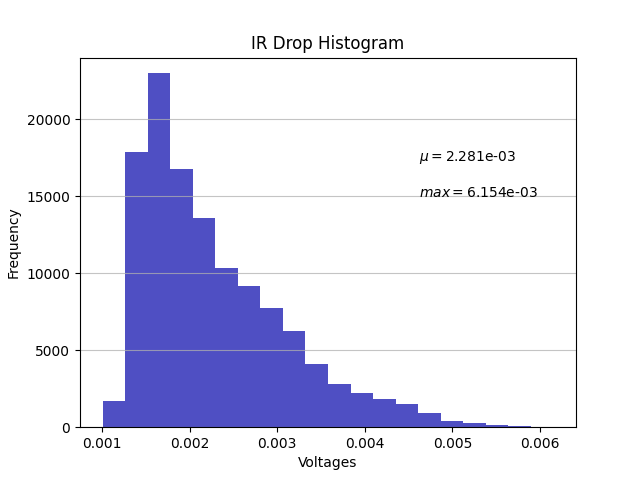 IR Drop Histogram
20000
15000
10000
5000
0
Frequency
μ = 2.281e-03
max = 6.154e-03
0.001 0.002 0.003 0.004 0.005 0.006
Voltages